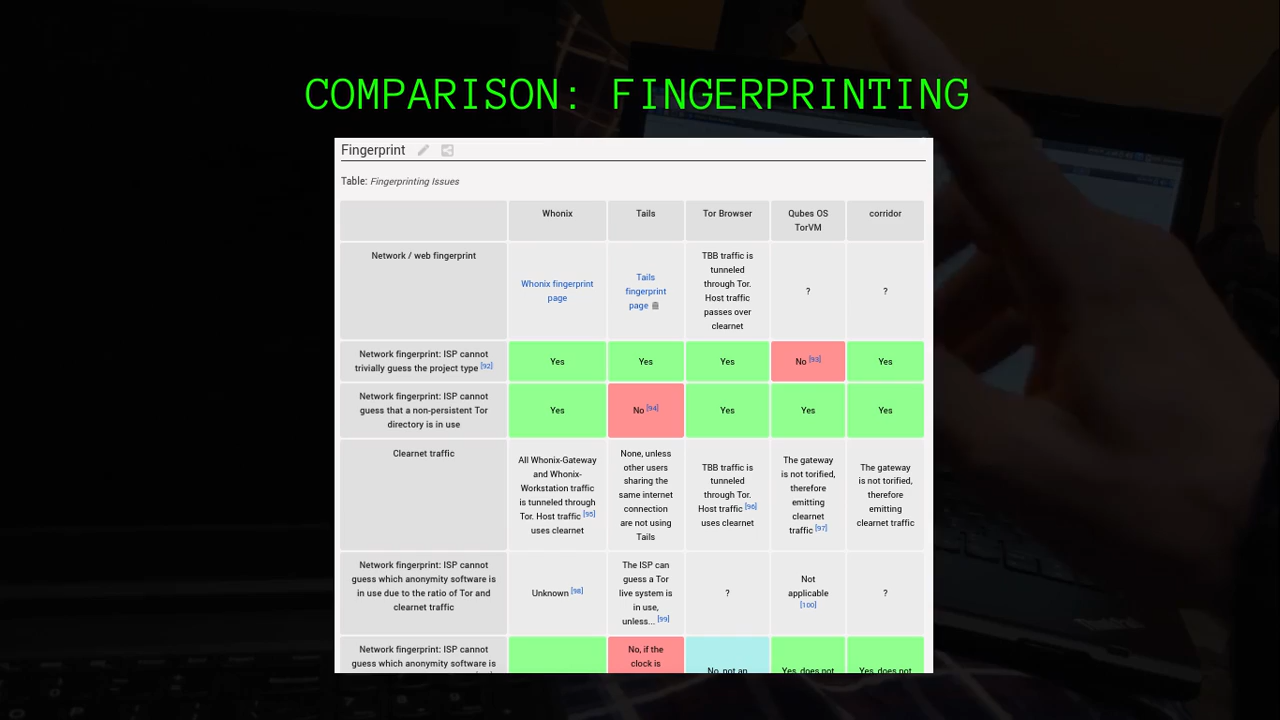 COMPARISON: FINGERPRINTING
Fingerprint
Table: Fingerprinting Issues
Whonix
Tails
Tor Browser
Qubes OS
TorVM
corridor
Network / web fingerprint
Whonix fingerprint
page
Tails
fingerprint
page
TBB traffic is
tunneled
through Tor.
Host traffic
passes over
clearnet
?
?
Network fingerprint: ISP cannot
trivially guess the project type [92]
Yes
Yes
Yes
No [93]
Yes
Network fingerprint: ISP cannot
guess that a non-persistent Tor
directory is in use
Yes
No [94]
Yes
Yes
Yes
Clearnet traffic
All Whonix-Gateway
and Whonix-
Workstation traffic
is tunneled through
Tor. Host traffic [95]
uses clearnet
None, unless
other users
sharing the
same internet
connection
are not using
Tails
TBB traffic is
tunneled
through Tor.
Host traffic [96]
uses clearnet
The gateway
is not torified,
therefore
emitting
clearnet
traffic [97]
The gateway
is not torified,
therefore
emitting
clearnet traffic
Network fingerprint: ISP cannot
guess which anonymity software is
in use due to the ratio of Tor and
clearnet traffic
Unknown [98]
The ISP can
guess a Tor
live system is
in use,
unless... [99]
?
Not
applicable
[100]
?
Network fingerprint: ISP cannot
guess which anonymity software is
No, if the
clock is
No, not an
Yes, does not
Yes, does not